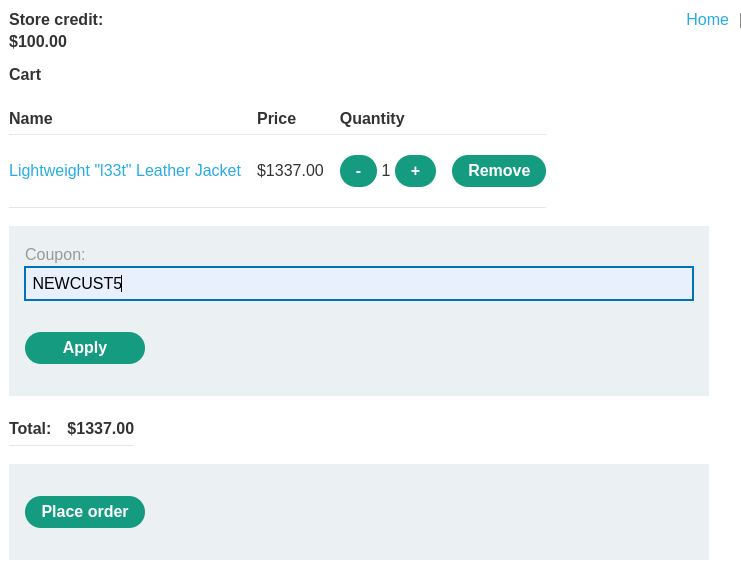 Store credit:
$100.00
Home |
Cart
Name Price Quantity
Lightweight "l33t" Leather Jacket $1337.00 - 1 + Remove
Coupon:
NEWCUST5
Apply
Total: $1337.00
Place order